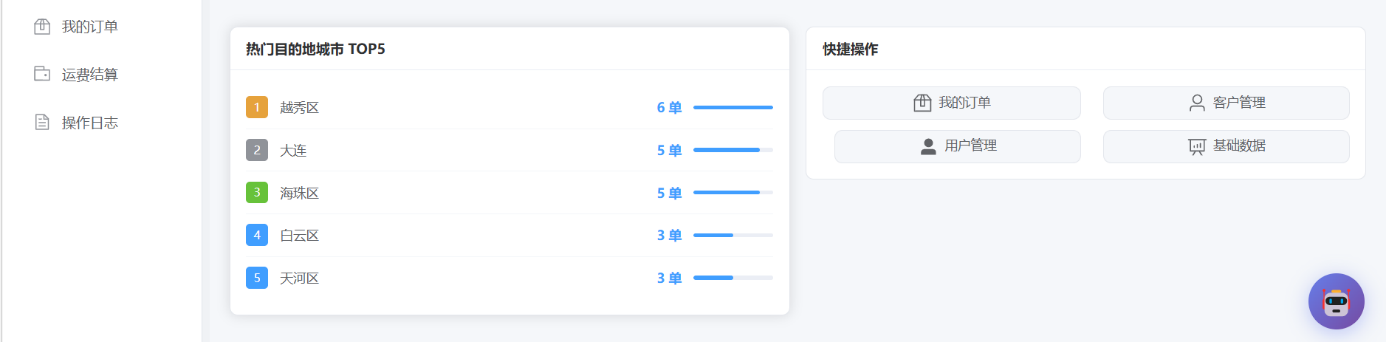 我的订单
运费结算
操作日志
热门目的地城市 TOP5
1 越秀区 6 单
2 大连 5 单
3 海珠区 5 单
4 白云区 3 单
5 天河区 3 单
快捷操作
我的订单 客户管理
用户管理 基础数据